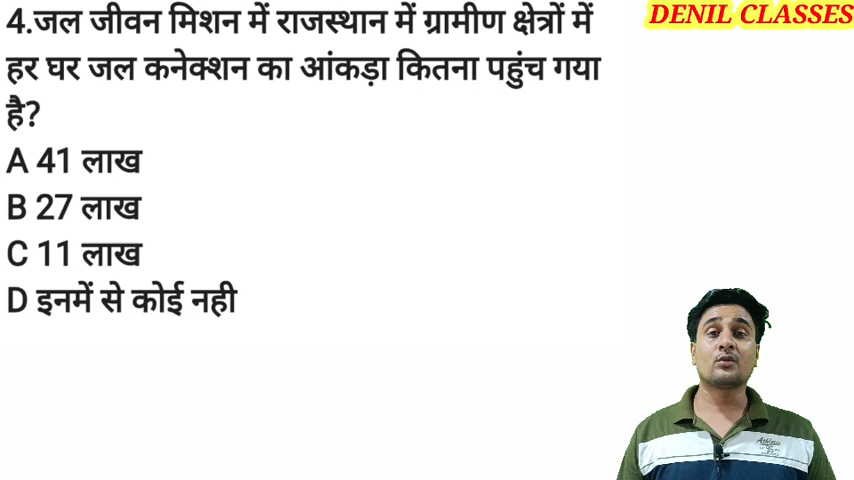 DENIL CLASSES
4.जल जीवन मिशन में राजस्थान में ग्रामीण क्षेत्रों में
हर घर जल कनेक्शन का आंकड़ा कितना पहुंच गया
है?
A 41 लाख
B 27 लाख
C 11 लाख
D इनमें से कोई नही